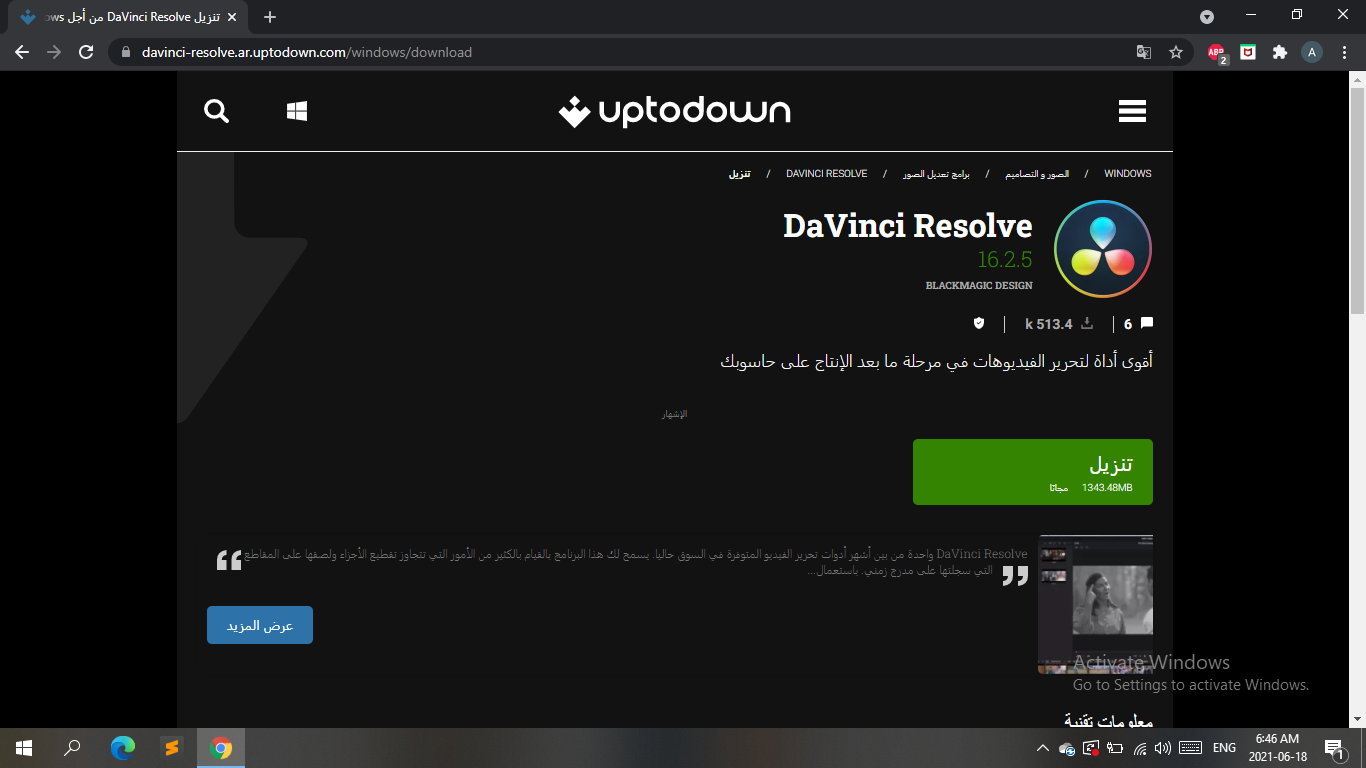 تنزيل DaVinci Resolve من أجل
davinci-resolve.ar.uptodown.com/windows/download
ABP
2
A
uptodown
WINDOWS / الصور و التصاميم / برامج تعديل الصور / DAVINCI RESOLVE / تنزيل
DaVinci Resolve
16.2.5
BLACKMAGIC DESIGN
6 | 513.4 k |
أقوى أداة لتحرير الفيديوهات في مرحلة ما بعد الإنتاج على حاسوبك
الإشهار
تنزيل
1343.48MB مجانًا
DaVinci Resolve واحدة من بين أشهر أدوات تحرير الفيديو المتوفرة في السوق حاليا. يسمح لك هذا البرنامج بالقيام بالكثير من الأمور التي تتجاوز تقطيع الأجزاء ولصقها على المقاطع
التي سجلتها على مدرج زمني. باستعمال...
عرض المزيد
Activate Windows
Go to Settings to activate Windows.
معلومات تقنية
ENG
6:46 AM
2021-06-18
1